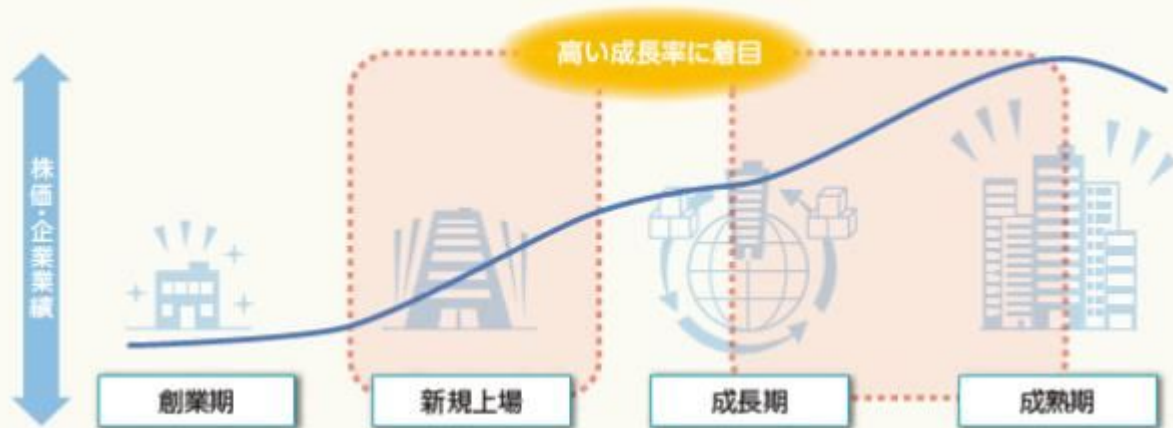 高い成長率に着目
株価・企業業績
創業期
新規上場
成長期
成熟期